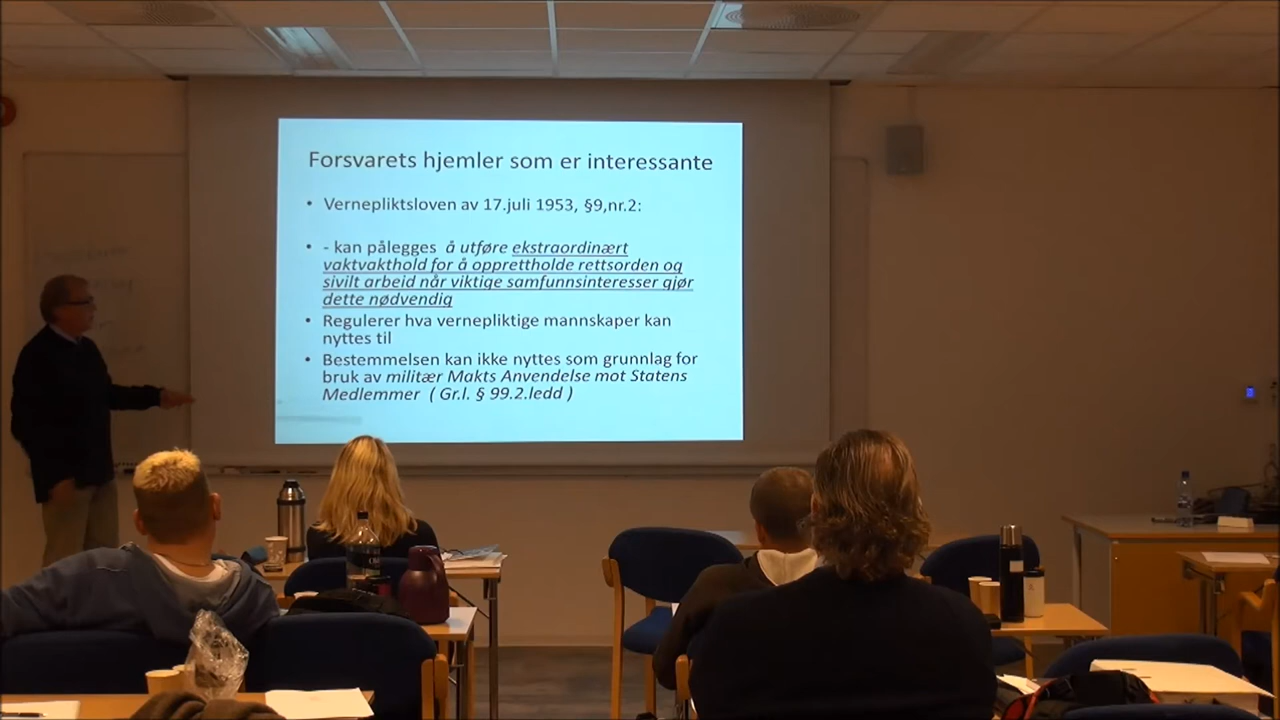 Forsvarets hjemler som er interessante
• Vernepliktsloven av 17.juli 1953, §9,nr.2:
• - kan pålegges å utføre ekstraordinært
vaktvakthold for å opprettholde rettsorden og
sivilt arbeid når viktige samfunnsinteresser gjør
dette nødvendig
• Regulerer hva vernepliktige mannskaper kan
nyttes til
• Bestemmelsen kan ikke nyttes som grunnlag for
bruk av militær Makts Anvendelse mot Statens
Medlemmer ( Gr.l. § 99.2.ledd )